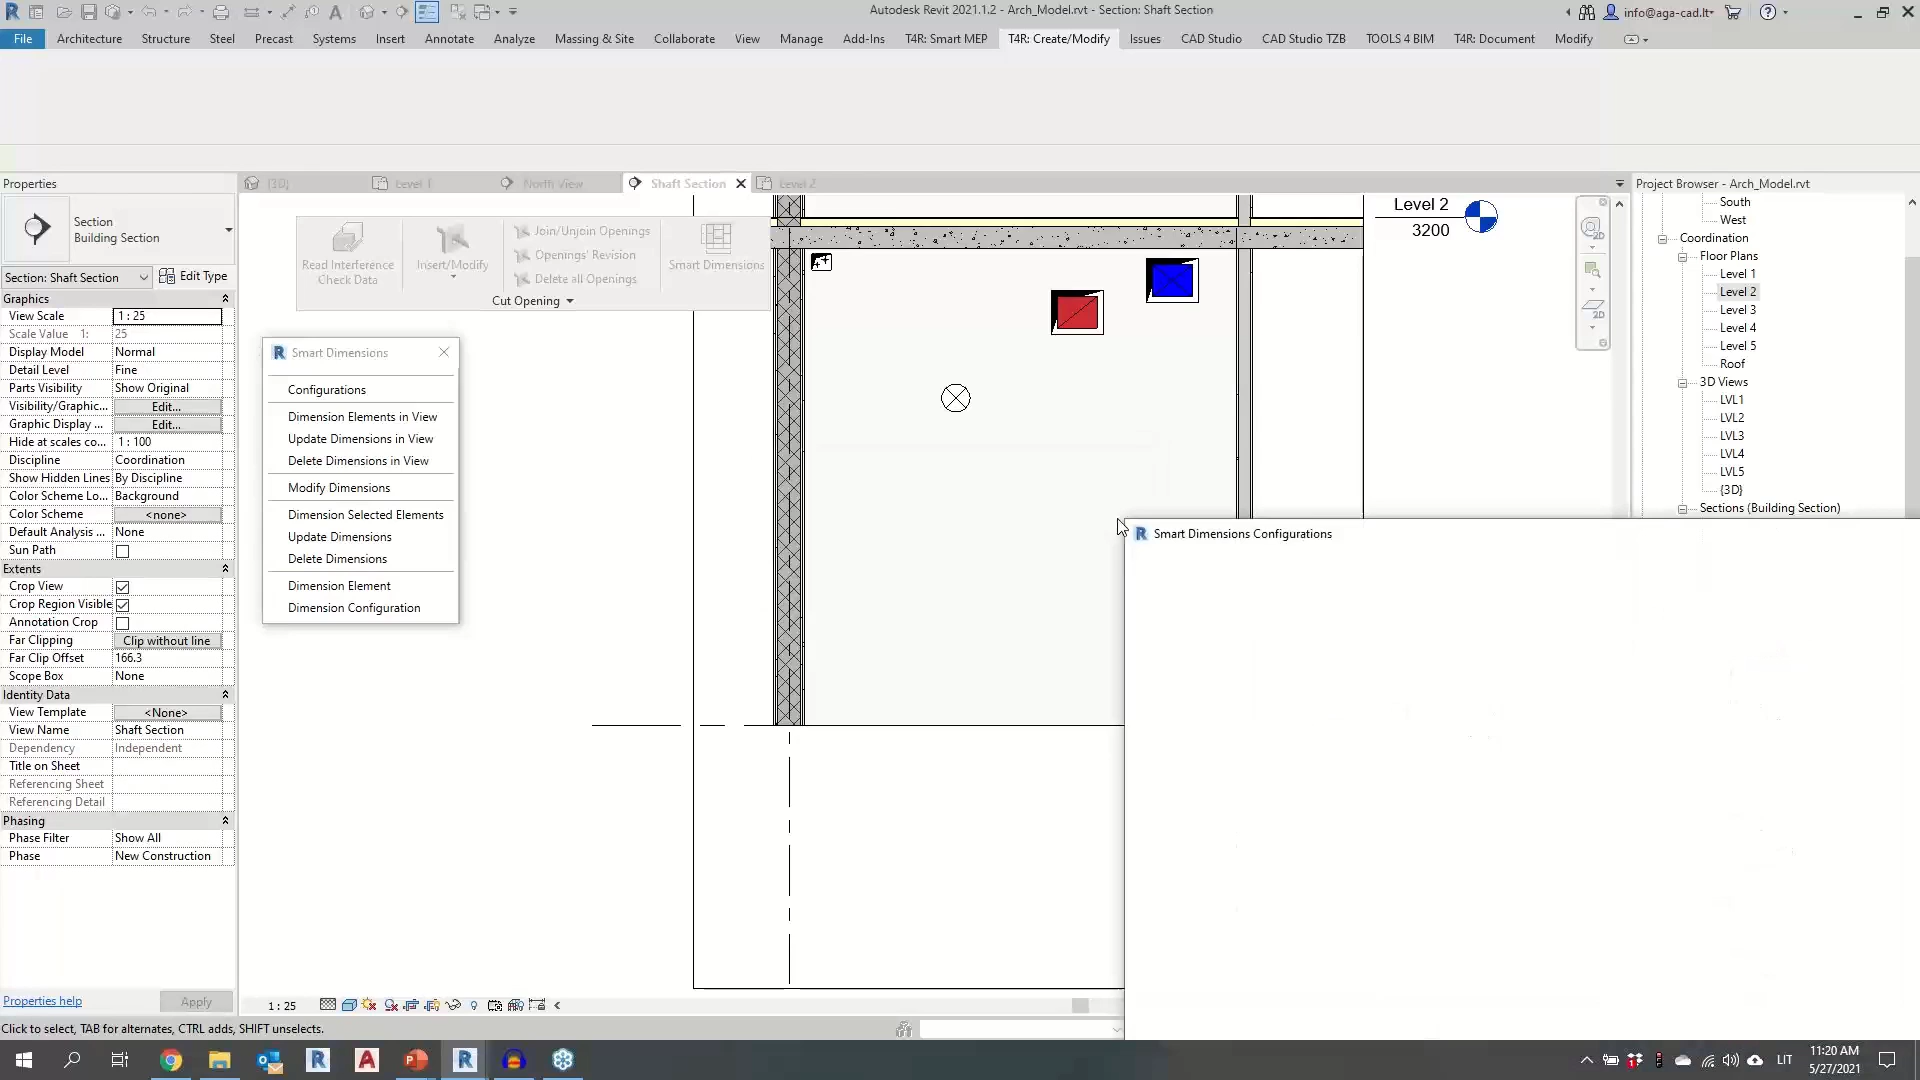 Autodesk Revit 2021.1.2 - Arch_Model.rvt - Section: Shaft Section
info@aga-cad.lt
File Architecture Structure Steel Precast Systems Insert Annotate Analyze Massing & Site Collaborate View Manage Add-Ins T4R: Smart MEP T4R: Create/Modify Issues CAD Studio CAD Studio TZB TOOLS 4 BIM T4R: Document Modify
Properties
Section
Building Section
Section: Shaft Section
Edit Type
Graphics
View Scale 1 : 25
Scale Value 1: 25
Display Model Normal
Detail Level Fine
Parts Visibility Show Original
Visibility/Graphic... Edit...
Graphic Display ... Edit...
Hide at scales co... 1 : 100
Discipline Coordination
Show Hidden Lines By Discipline
Color Scheme Lo... Background
Color Scheme <none>
Default Analysis ... None
Sun Path
Extents
Crop View
Crop Region Visible
Annotation Crop
Far Clipping Clip without line
Far Clip Offset 166.3
Scope Box None
Identity Data
View Template <None>
View Name Shaft Section
Dependency Independent
Title on Sheet
Referencing Sheet
Referencing Detail
Phasing
Phase Filter Show All
Phase New Construction
Properties help
Apply
{3D} Level 1 North View Shaft Section Level 2
Read Interference
Check Data
Insert/Modify
Join/Unjoin Openings
Openings' Revision
Delete all Openings
Smart Dimensions
Cut Opening
Smart Dimensions
Configurations
Dimension Elements in View
Update Dimensions in View
Delete Dimensions in View
Modify Dimensions
Dimension Selected Elements
Update Dimensions
Delete Dimensions
Dimension Element
Dimension Configuration
Level 2
3200
2D
2D
Smart Dimensions Configurations
Project Browser - Arch_Model.rvt
South
West
Coordination
Floor Plans
Level 1
Level 2
Level 3
Level 4
Level 5
Roof
3D Views
LVL1
LVL2
LVL3
LVL4
LVL5
{3D}
Sections (Building Section)
1 : 25
Click to select, TAB for alternates, CTRL adds, SHIFT unselects.
LIT
11:20 AM
5/27/2021